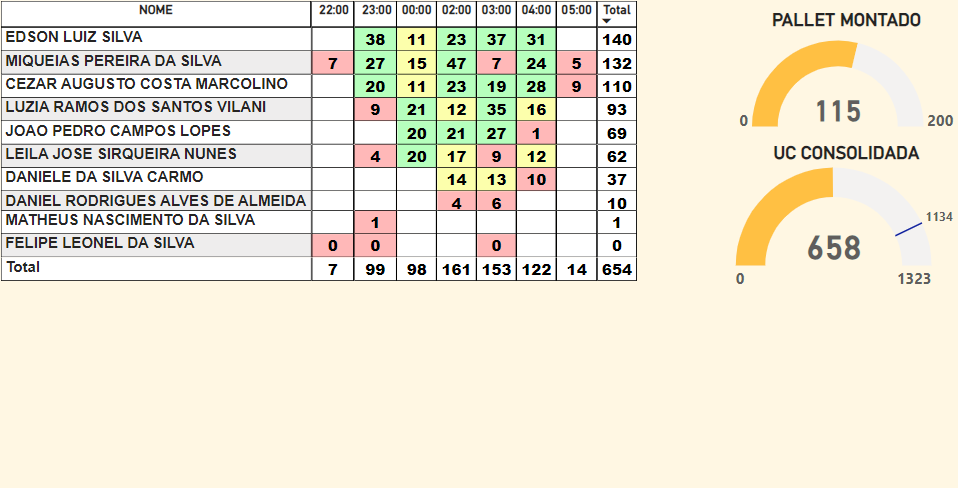 NOME 22:00 23:00 00:00 02:00 03:00 04:00 05:00 Total
EDSON LUIZ SILVA 38 11 23 37 31 140
MIQUEIAS PEREIRA DA SILVA 7 27 15 47 7 24 5 132
CEZAR AUGUSTO COSTA MARCOLINO 20 11 23 19 28 9 110
LUZIA RAMOS DOS SANTOS VILANI 9 21 12 35 16 93
JOAO PEDRO CAMPOS LOPES 20 21 27 1 69
LEILA JOSE SIRQUEIRA NUNES 4 20 17 9 12 62
DANIELE DA SILVA CARMO 14 13 10 37
DANIEL RODRIGUES ALVES DE ALMEIDA 4 6 10
MATHEUS NASCIMENTO DA SILVA 1 1
FELIPE LEONEL DA SILVA 0 0 0 0
Total 7 99 98 161 153 122 14 654
PALLET MONTADO
115
0 200
UC CONSOLIDADA
1134
658
0 1323